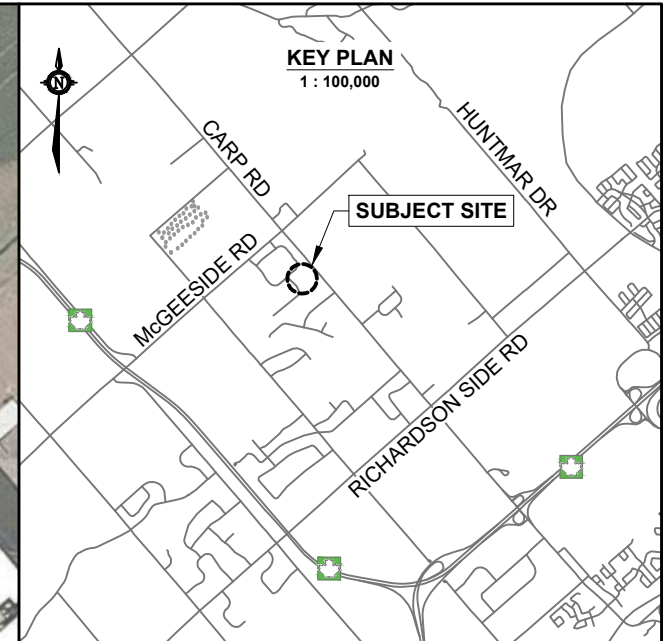 KEY PLAN
1 : 100,000
N
HUNTMAR DR
CARP RD
SUBJECT SITE
McGEESIDE RD
RICHARDSON SIDE RD